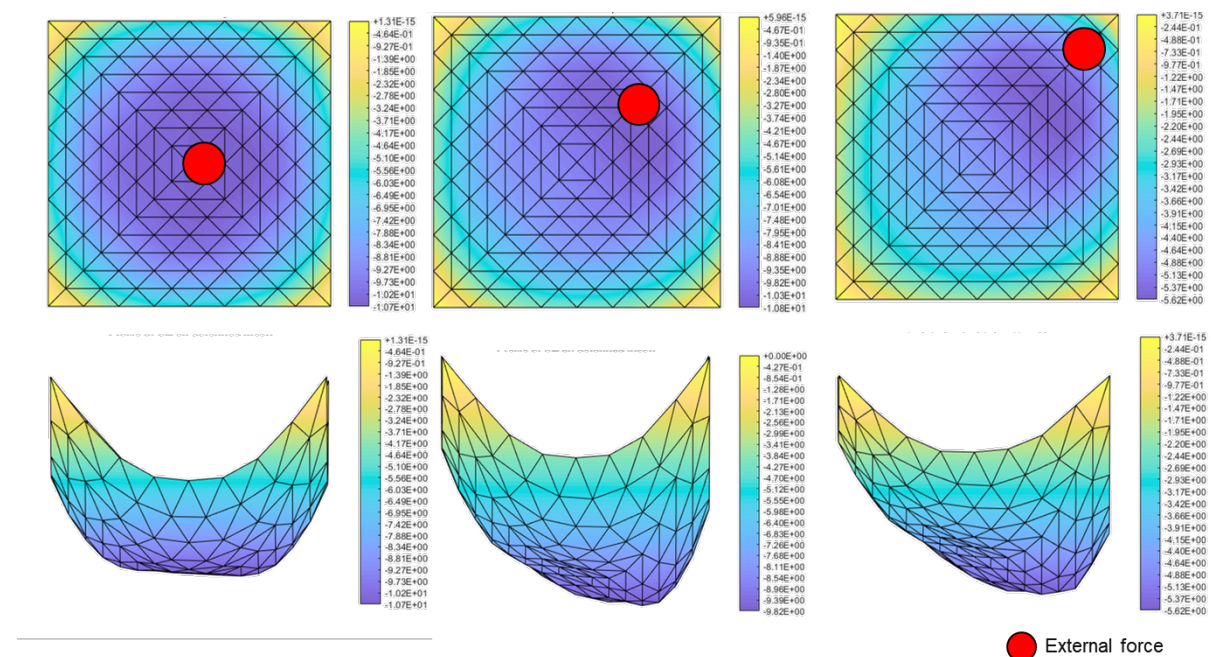 +1.31E-15
-4.64E-01
-9.27E-01
-1.39E+00
-1.85E+00
-2.32E+00
-2.78E+00
-3.24E+00
-3.71E+00
-4.17E+00
-4.64E+00
-5.10E+00
-5.56E+00
-6.03E+00
-6.49E+00
-6.95E+00
-7.42E+00
-7.88E+00
-8.34E+00
-8.81E+00
-9.27E+00
-9.73E+00
-1.02E+01
-1.07E+01
+5.96E-15
-4.67E-01
-9.35E-01
-1.40E+00
-1.87E+00
-2.34E+00
-2.80E+00
-3.27E+00
-3.74E+00
-4.21E+00
-4.67E+00
-5.14E+00
-5.61E+00
-6.08E+00
-6.54E+00
-7.01E+00
-7.48E+00
-7.95E+00
-8.41E+00
-8.88E+00
-9.35E+00
-9.82E+00
-1.03E+01
-1.08E+01
+3.71E-15
-2.44E-01
-4.88E-01
-7.33E-01
-9.77E-01
-1.22E+00
-1.47E+00
-1.71E+00
-1.95E+00
-2.20E+00
-2.44E+00
-2.69E+00
-2.93E+00
-3.17E+00
-3.42E+00
-3.66E+00
-3.91E+00
-4.15E+00
-4.40E+00
-4.64E+00
-4.88E+00
-5.13E+00
-5.37E+00
-5.62E+00
+1.31E-15
-4.64E-01
-9.27E-01
-1.39E+00
-1.85E+00
-2.32E+00
-2.78E+00
-3.24E+00
-3.71E+00
-4.17E+00
-4.64E+00
-5.10E+00
-5.56E+00
-6.03E+00
-6.49E+00
-6.95E+00
-7.42E+00
-7.88E+00
-8.34E+00
-8.81E+00
-9.27E+00
-9.73E+00
-1.02E+01
-1.07E+01
+0.00E+00
-4.27E-01
-8.54E-01
-1.28E+00
-1.71E+00
-2.13E+00
-2.56E+00
-2.99E+00
-3.41E+00
-3.84E+00
-4.27E+00
-4.70E+00
-5.12E+00
-5.55E+00
-5.98E+00
-6.40E+00
-6.83E+00
-7.26E+00
-7.68E+00
-8.11E+00
-8.54E+00
-8.96E+00
-9.39E+00
-9.82E+00
+3.71E-15
-2.44E-01
-4.88E-01
-7.33E-01
-9.77E-01
-1.22E+00
-1.47E+00
-1.71E+00
-1.95E+00
-2.20E+00
-2.44E+00
-2.69E+00
-2.93E+00
-3.17E+00
-3.42E+00
-3.66E+00
-3.91E+00
-4.15E+00
-4.40E+00
-4.64E+00
-4.88E+00
-5.13E+00
-5.37E+00
-5.62E+00
External force